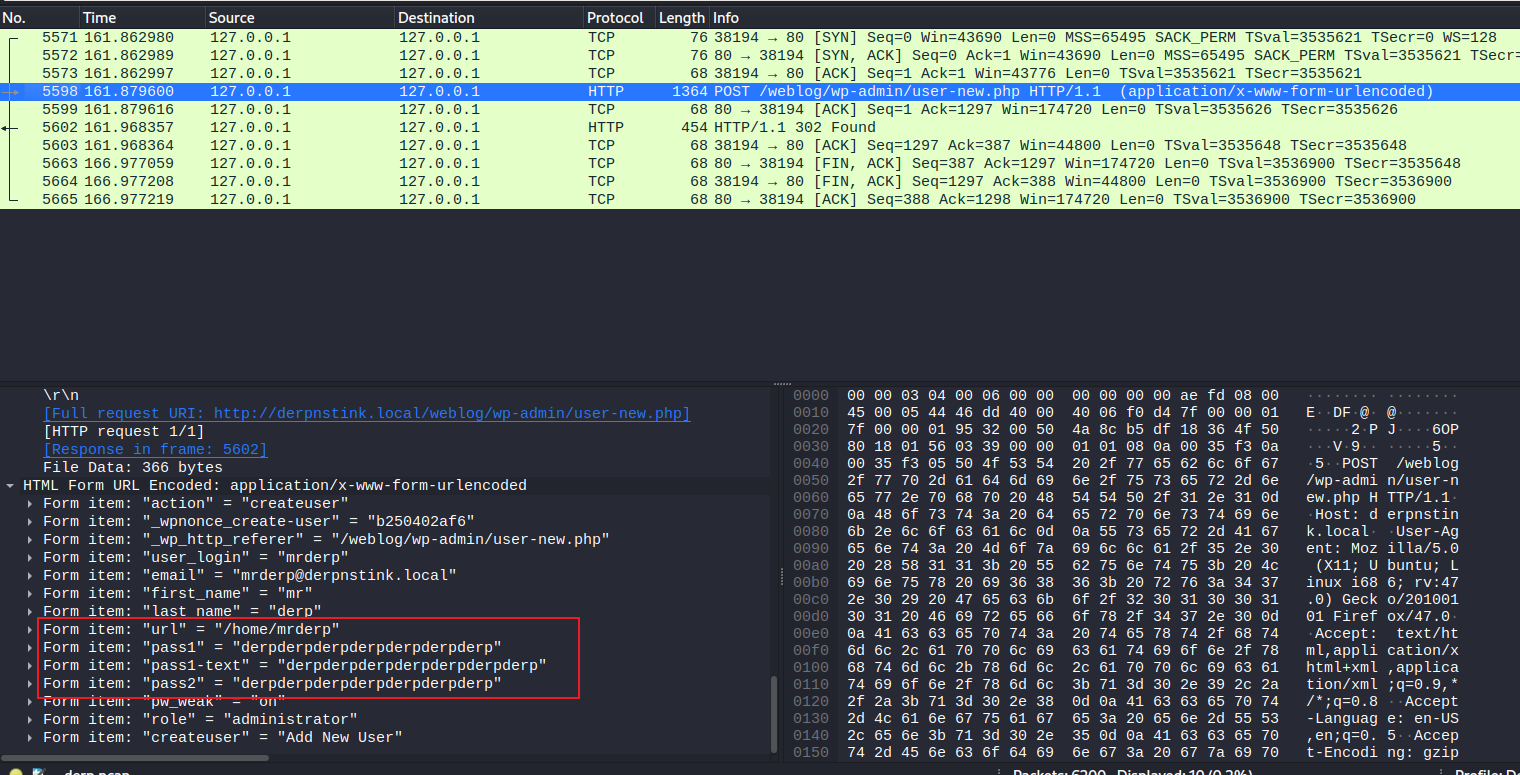 No. Time Source Destination Protocol Length Info
5571 161.862980 127.0.0.1 127.0.0.1 TCP 76 38194 → 80 [SYN] Seq=0 Win=43690 Len=0 MSS=65495 SACK_PERM TSval=3535621 TSecr=0 WS=128
5572 161.862989 127.0.0.1 127.0.0.1 TCP 76 80 → 38194 [SYN, ACK] Seq=0 Ack=1 Win=43690 Len=0 MSS=65495 SACK_PERM TSval=3535621 TSecr=
5573 161.862997 127.0.0.1 127.0.0.1 TCP 68 38194 → 80 [ACK] Seq=1 Ack=1 Win=43776 Len=0 TSval=3535621 TSecr=3535621
5598 161.879600 127.0.0.1 127.0.0.1 HTTP 1364 POST /weblog/wp-admin/user-new.php HTTP/1.1 (application/x-www-form-urlencoded)
5599 161.879616 127.0.0.1 127.0.0.1 TCP 68 80 → 38194 [ACK] Seq=1 Ack=1297 Win=174720 Len=0 TSval=3535626 TSecr=3535626
5602 161.968357 127.0.0.1 127.0.0.1 HTTP 454 HTTP/1.1 302 Found
5603 161.968364 127.0.0.1 127.0.0.1 TCP 68 38194 → 80 [ACK] Seq=1297 Ack=387 Win=44800 Len=0 TSval=3535648 TSecr=3535648
5663 166.977059 127.0.0.1 127.0.0.1 TCP 68 80 → 38194 [FIN, ACK] Seq=387 Ack=1297 Win=174720 Len=0 TSval=3536900 TSecr=3535648
5664 166.977208 127.0.0.1 127.0.0.1 TCP 68 38194 → 80 [FIN, ACK] Seq=1297 Ack=388 Win=44800 Len=0 TSval=3536900 TSecr=3536900
5665 166.977219 127.0.0.1 127.0.0.1 TCP 68 80 → 38194 [ACK] Seq=388 Ack=1298 Win=174720 Len=0 TSval=3536900 TSecr=3536900
\r\n
[Full request URI: http://derpnstink.local/weblog/wp-admin/user-new.php]
[HTTP request 1/1]
[Response in frame: 5602]
File Data: 366 bytes
HTML Form URL Encoded: application/x-www-form-urlencoded
Form item: "action" = "createuser"
Form item: "_wpnonce_create-user" = "b250402af6"
Form item: "_wp_http_referer" = "/weblog/wp-admin/user-new.php"
Form item: "user_login" = "mrderp"
Form item: "email" = "mrderp@derpnstink.local"
Form item: "first_name" = "mr"
Form item: "last_name" = "derp"
Form item: "url" = "/home/mrderp"
Form item: "pass1" = "derpderpderpderpderpderpderp"
Form item: "pass1-text" = "derpderpderpderpderpderpderp"
Form item: "pass2" = "derpderpderpderpderpderpderp"
Form item: "pw_weak" = "on"
Form item: "role" = "administrator"
Form item: "createuser" = "Add New User"
0000 00 00 03 04 00 06 00 00 00 00 00 00 ae fd 08 00 ········ ········
0010 45 00 05 44 46 dd 40 00 40 06 f0 d4 7f 00 00 01 E··DF·@· @·······
0020 7f 00 00 01 95 32 00 50 4a 8c b5 df 18 36 4f 50 ·····2·P J····6OP
0030 80 18 01 56 03 39 00 00 01 01 08 0a 00 35 f3 0a ···V·9·· ·····5··
0040 00 35 f3 05 50 4f 53 54 20 2f 77 65 62 6c 6f 67 ·5··POST /weblog
0050 2f 77 70 2d 61 64 6d 69 6e 2f 75 73 65 72 2d 6e /wp-admi n/user-n
0060 65 77 2e 70 68 70 20 48 54 54 50 2f 31 2e 31 0d ew.php H TTP/1.1·
0070 0a 48 6f 73 74 3a 20 64 65 72 70 6e 73 74 69 6e ·Host: d erpnstin
0080 6b 2e 6c 6f 63 61 6c 0d 0a 55 73 65 72 2d 41 67 k.local· ·User-Ag
0090 65 6e 74 3a 20 4d 6f 7a 69 6c 6c 61 2f 35 2e 30 ent: Moz illa/5.0
00a0 20 28 58 31 31 3b 20 55 62 75 6e 74 75 3b 20 4c (X11; U buntu; L
00b0 69 6e 75 78 20 69 36 38 36 3b 20 72 76 3a 34 37 inux i68 6; rv:47
00c0 2e 30 29 20 47 65 63 6b 6f 2f 32 30 31 30 30 31 .0) Geck o/201001
00d0 30 31 20 46 69 72 65 66 6f 78 2f 34 37 2e 30 0d 01 Firef ox/47.0·
00e0 0a 41 63 63 65 70 74 3a 20 74 65 78 74 2f 68 74 ·Accept: text/ht
00f0 6d 6c 2c 61 70 70 6c 69 63 61 74 69 6f 6e 2f 78 ml,appli cation/x
0100 68 74 6d 6c 2b 78 6d 6c 2c 61 70 70 6c 69 63 61 html+xml ,applica
0110 74 69 6f 6e 2f 78 6d 6c 3b 71 3d 30 2e 39 2c 2a tion/xml ;q=0.9,*
0120 2f 2a 3b 71 3d 30 2e 38 0d 0a 41 63 63 65 70 74 /*;q=0.8 ··Accept
0130 2d 4c 61 6e 67 75 61 67 65 3a 20 65 6e 2d 55 53 -Languag e: en-US
0140 2c 65 6e 3b 71 3d 30 2e 35 0d 0a 41 63 63 65 70 ,en;q=0. 5··Accep
0150 74 2d 45 6e 63 6f 64 69 6e 67 3a 20 67 7a 69 70 t-Encodi ng: gzip
derp.pcap Packets: 6200 · Displayed: 10 (0.2%) Profile: